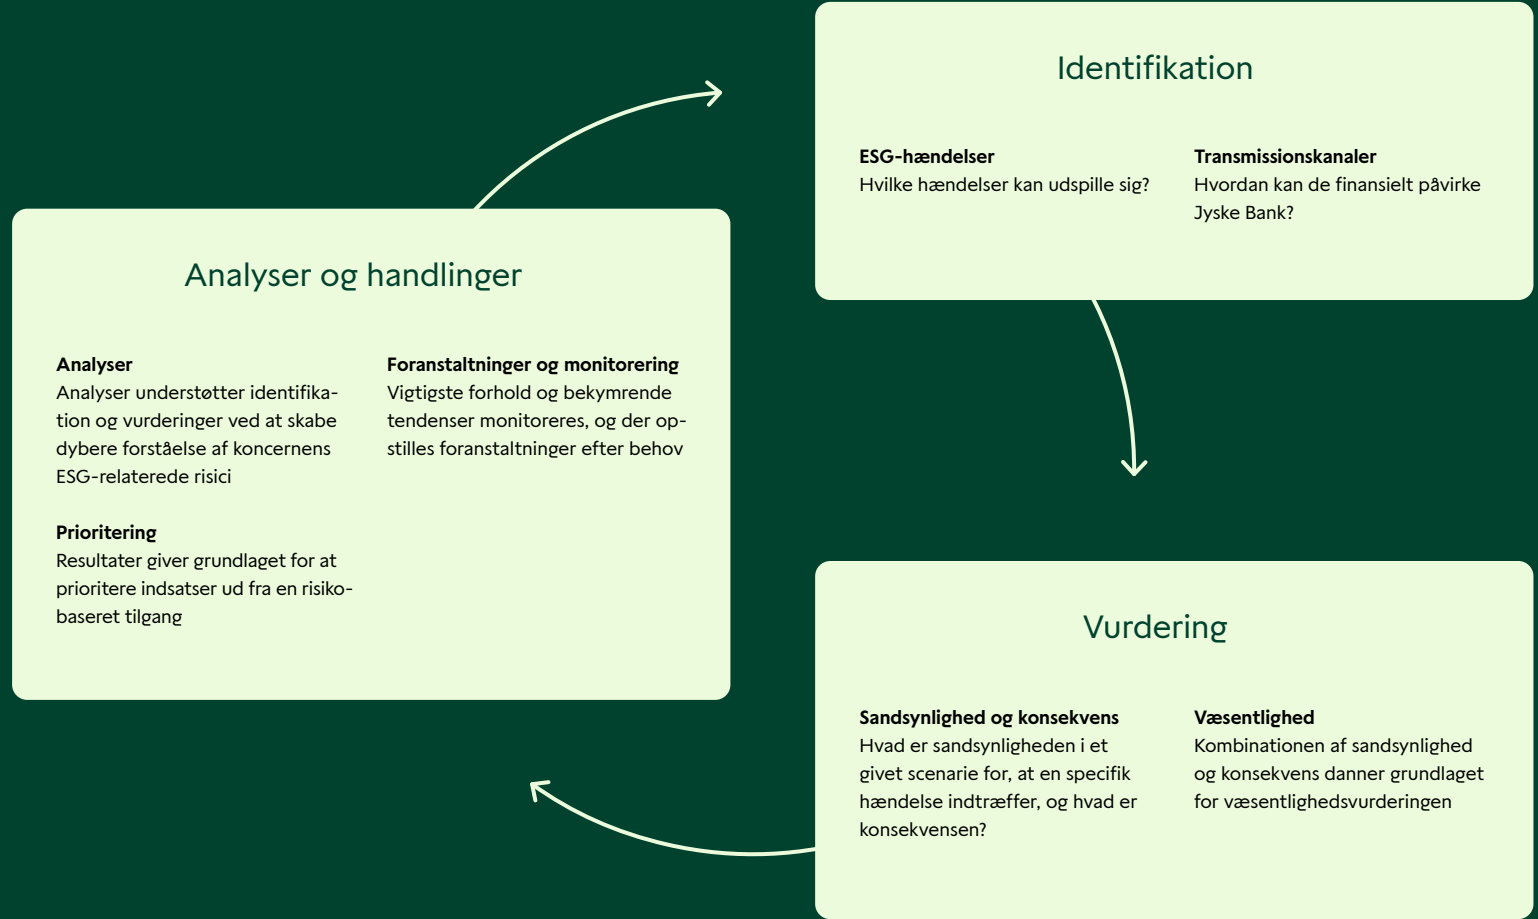 Identifikation
ESG-hændelser
Hvilke hændelser kan udspille sig?
Transmissionskanaler
Hvordan kan de finansielt påvirke
Jyske Bank?
Analyser og handlinger
Analyser
Analyser understøtter identifika-
tion og vurderinger ved at skabe
dybere forståelse af koncernens
ESG-relaterede risici
Prioritering
Resultater giver grundlaget for at
prioritere indsatser ud fra en risiko-
baseret tilgang
Foranstaltninger og monitorering
Vigtigste forhold og bekymrende
tendenser monitoreres, og der op-
stilles foranstaltninger efter behov
Vurdering
Sandsynlighed og konsekvens
Hvad er sandsynligheden i et
givet scenarie for, at en specifik
hændelse indtræffer, og hvad er
konsekvensen?
Væsentlighed
Kombinationen af sandsynlighed
og konsekvens danner grundlaget
for væsentlighedsvurderingen